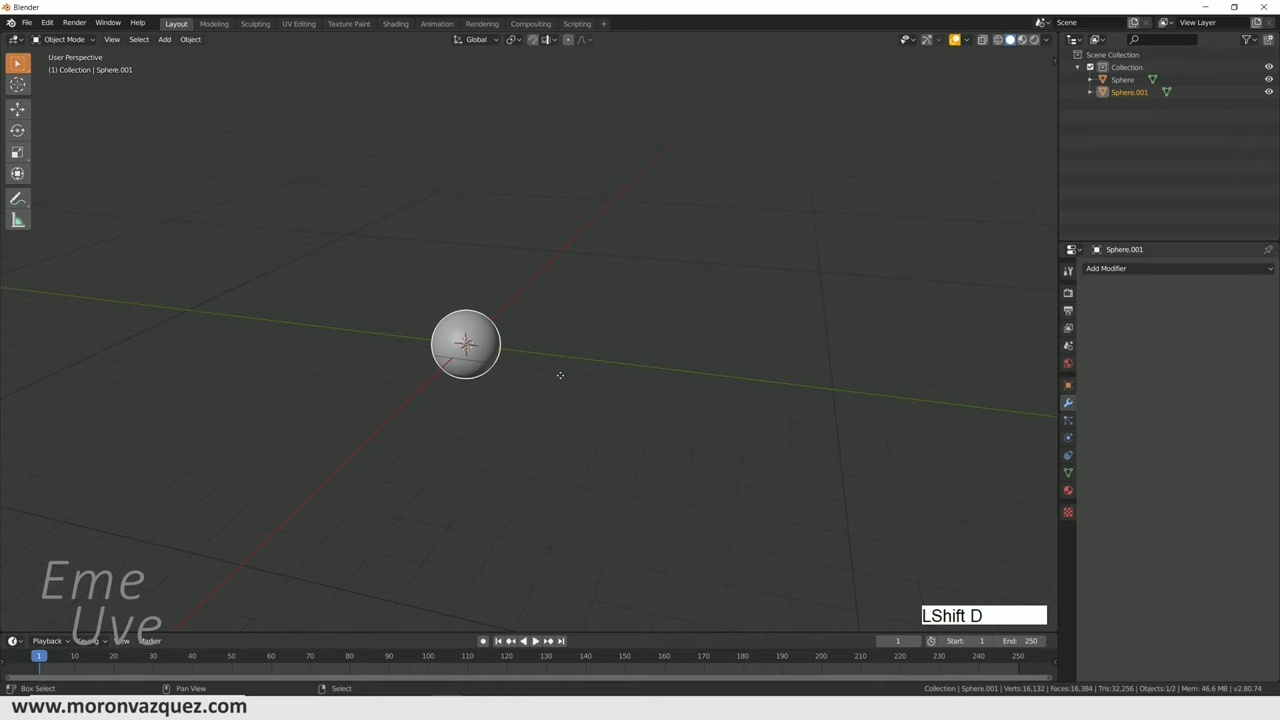 Blender
File Edit Render Window Help Layout Modeling Sculpting UV Editing Texture Paint Shading Animation Rendering Compositing Scripting + Scene View Layer
Object Mode View Select Add Object Global
User Perspective
(1) Collection | Sphere.001
Scene Collection
Collection
Sphere
Sphere.001
Sphere.001
Add Modifier
Eme
Uve
LShift D
Playback Keying View Marker 1 Start: 1 End: 250
1 10 20 30 40 50 60 70 80 90 100 110 120 130 140 150 160 170 180 190 200 210 220 230 240 250
Box Select Pan View Select Collection | Sphere.001 | Verts:16,132 | Faces:16,384 | Tris:32,256 | Objects:1/2 | Mem: 46.6 MB | v2.80.74
www.moronvazquez.com